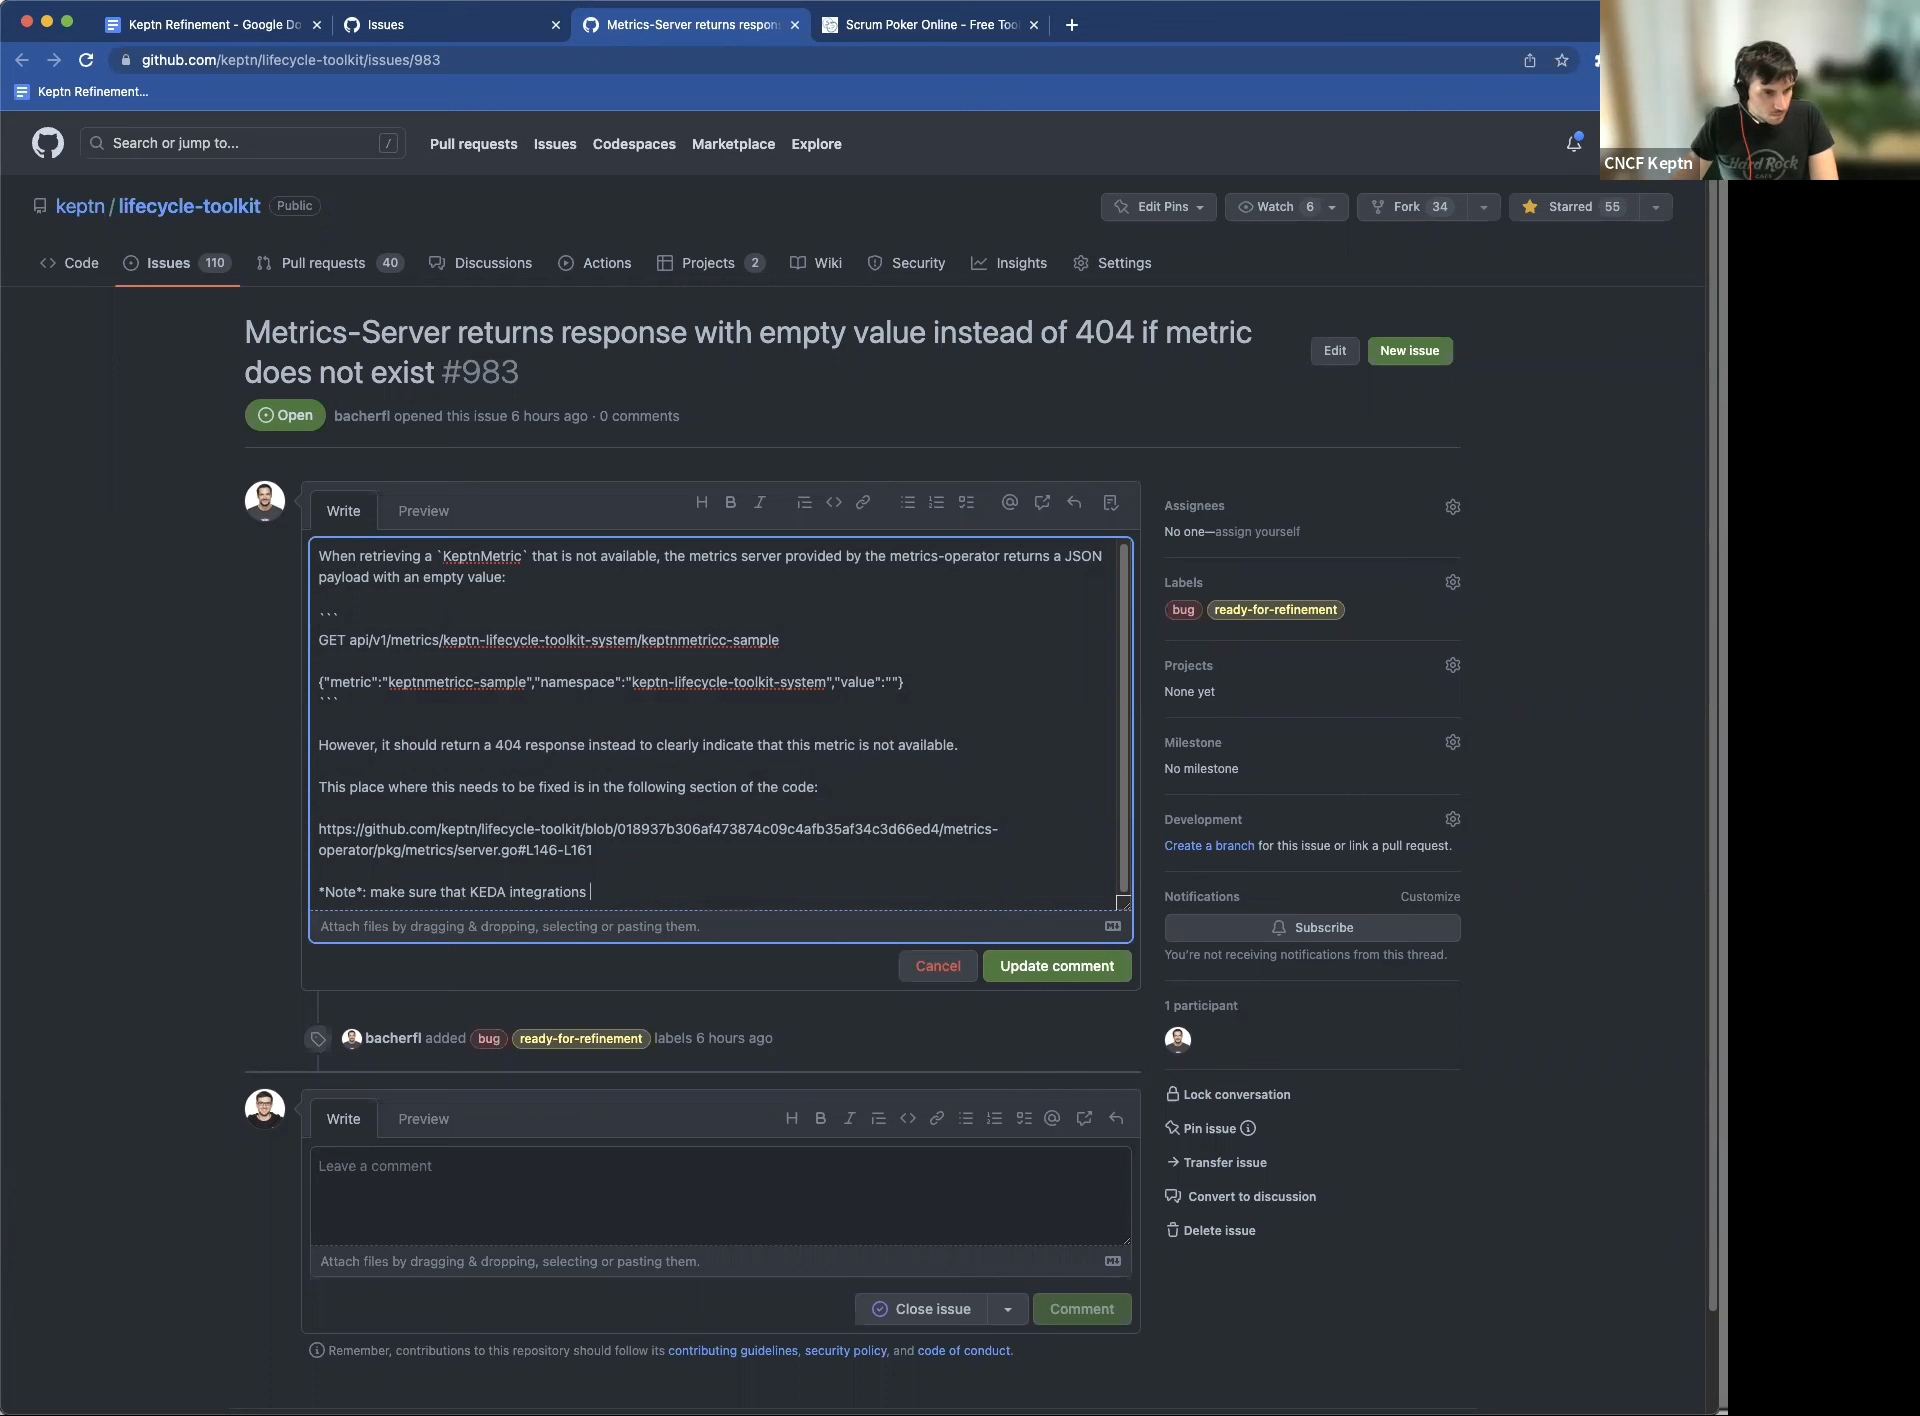 Keptn Refinement - Google Do
Issues
Metrics-Server returns respon
Scrum Poker Online - Free Too
github.com/keptn/lifecycle-toolkit/issues/983
Keptn Refinement...
Search or jump to...
/
Pull requests
Issues
Codespaces
Marketplace
Explore
CNCF Keptn
Hard Rock
CAFE
keptn / lifecycle-toolkit
Public
Edit Pins
Watch 6
Fork 34
Starred 55
Code
Issues 110
Pull requests 40
Discussions
Actions
Projects 2
Wiki
Security
Insights
Settings
Metrics-Server returns response with empty value instead of 404 if metric
does not exist #983
Edit
New issue
Open
bacherfl opened this issue 6 hours ago · 0 comments
Write
Preview
When retrieving a `KeptnMetric` that is not available, the metrics server provided by the metrics-operator returns a JSON
payload with an empty value:
```
GET api/v1/metrics/keptn-lifecycle-toolkit-system/keptnmetricc-sample
{"metric":"keptnmetricc-sample","namespace":"keptn-lifecycle-toolkit-system","value":""}
```
However, it should return a 404 response instead to clearly indicate that this metric is not available.
This place where this needs to be fixed is in the following section of the code:
https://github.com/keptn/lifecycle-toolkit/blob/018937b306af473874c09c4afb35af34c3d66ed4/metrics-
operator/pkg/metrics/server.go#L146-L161
*Note*: make sure that KEDA integrations
Attach files by dragging & dropping, selecting or pasting them.
Cancel
Update comment
bacherfl added bug ready-for-refinement labels 6 hours ago
Write
Preview
Leave a comment
Attach files by dragging & dropping, selecting or pasting them.
Close issue
Comment
Remember, contributions to this repository should follow its contributing guidelines, security policy, and code of conduct.
Assignees
No one—assign yourself
Labels
bug ready-for-refinement
Projects
None yet
Milestone
No milestone
Development
Create a branch for this issue or link a pull request.
Notifications
Customize
Subscribe
You're not receiving notifications from this thread.
1 participant
Lock conversation
Pin issue
Transfer issue
Convert to discussion
Delete issue